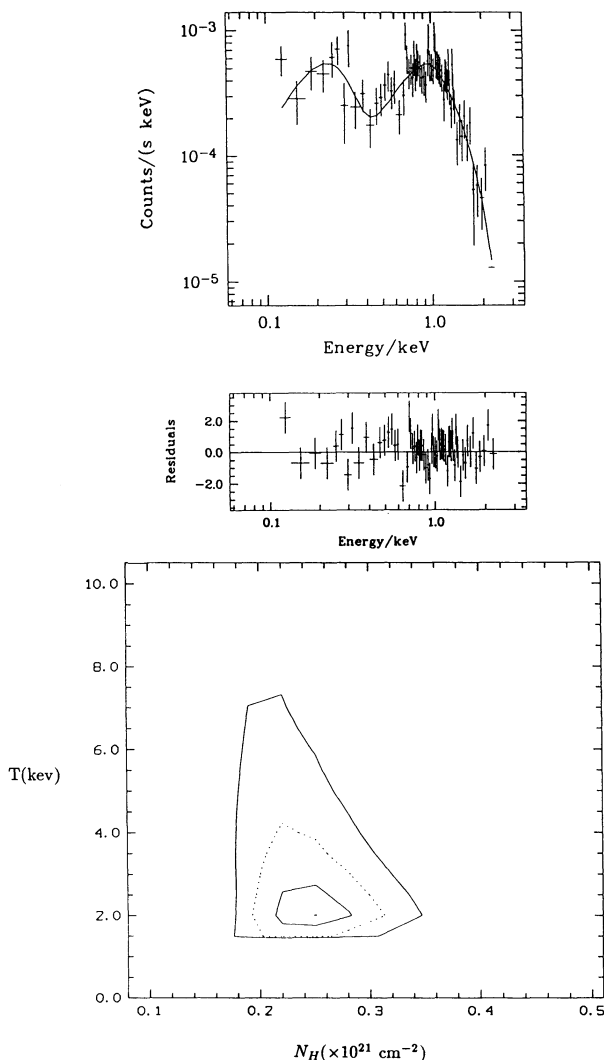 10⁻³
10⁻⁴
10⁻⁵
Counts/(s keV)
0.1 1.0
Energy/keV
2.0
0.0
−2.0
Residuals
0.1 1.0
Energy/keV
10.0
8.0
6.0
4.0
2.0
0.0
T(kev)
0.1 0.2 0.3 0.4 0.5
N_H(×10²¹ cm⁻²)